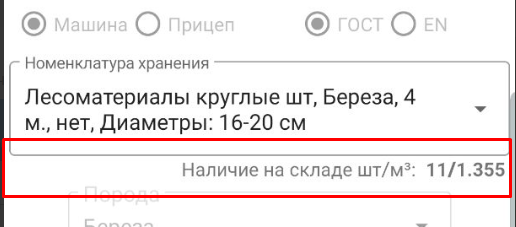 Машина Прицеп ГОСТ EN
Номенклатура хранения
Лесоматериалы круглые шт, Береза, 4
м., нет, Диаметры: 16-20 см
Наличие на складе шт/м³: 11/1.355
Порода
Береза